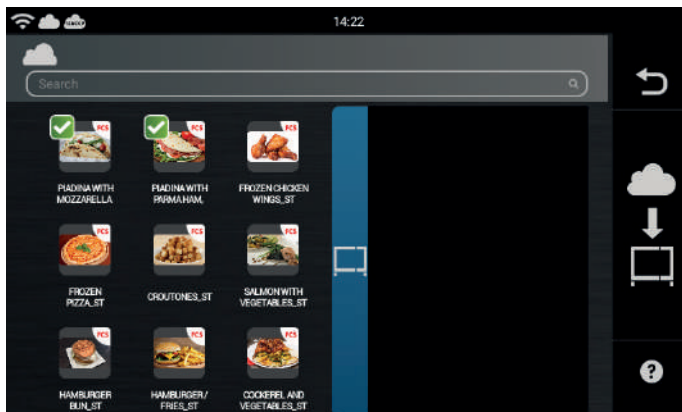 14:22
Search
FCS
FCS
FCS
PIADINA WITH
MOZZARELLA
PIADINA WITH
PARMA HAM,
FROZEN CHICKEN
WINGS_ST
FCS
FCS
FCS
FROZEN
PIZZA_ST
CROUTONES_ST
SALMON WITH
VEGETABLES_ST
FCS
FCS
FCS
HAMBURGER
BUN_ST
HAMBURGER/
FRIES_ST
COCKEREL AND
VEGETABLES_ST
?